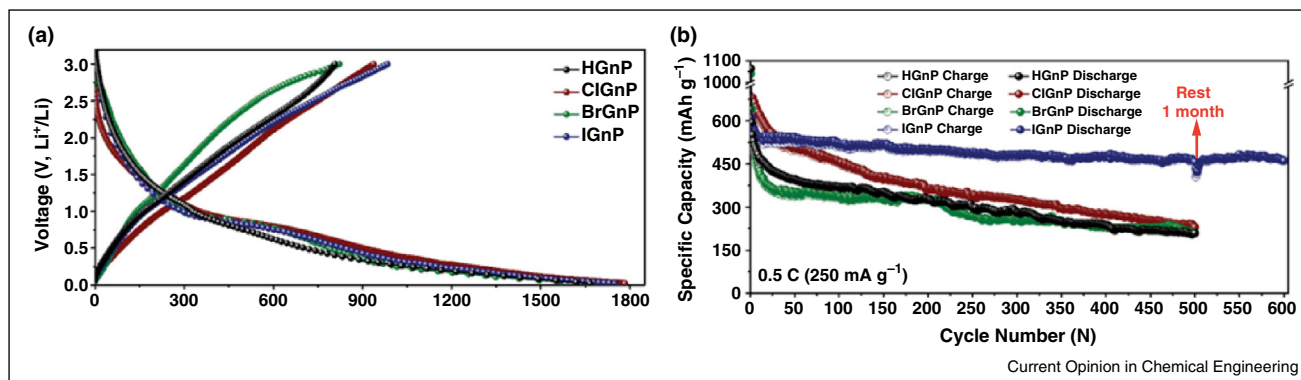 (a)
3.0
2.5
2.0
1.5
1.0
0.5
0.0
Voltage (V, Li⁺/Li)
HGnP
ClGnP
BrGnP
IGnP
0 300 600 900 1200 1500 1800
(b)
1100
1000
600
450
300
150
0
Specific Capacity (mAh g⁻¹)
HGnP Charge HGnP Discharge
ClGnP Charge ClGnP Discharge
BrGnP Charge BrGnP Discharge
IGnP Charge IGnP Discharge
Rest
1 month
0.5 C (250 mA g⁻¹)
0 50 100 150 200 250 300 350 400 450 500 550 600
Cycle Number (N)
Current Opinion in Chemical Engineering